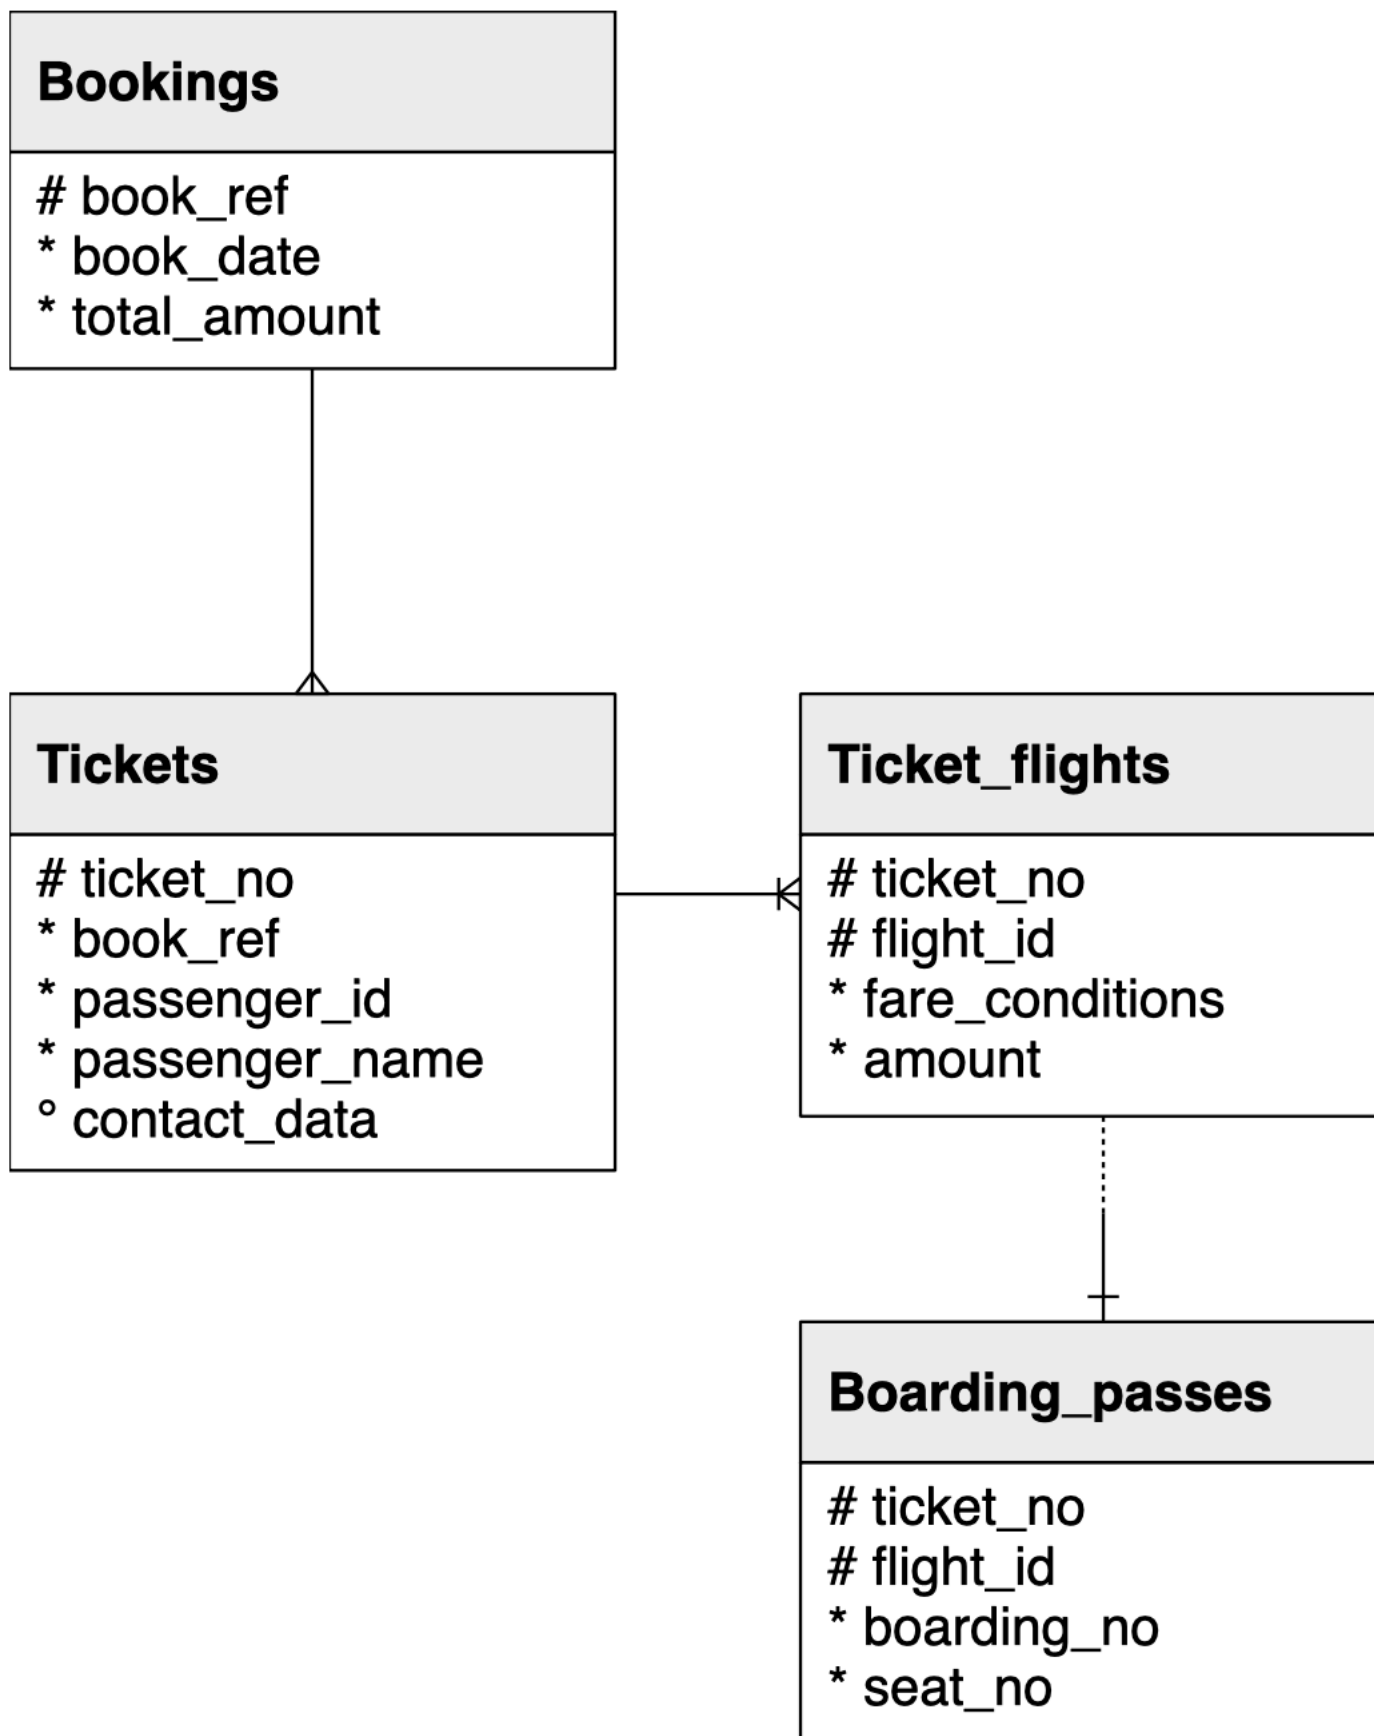 Bookings
# book_ref
* book_date
* total_amount
Tickets
# ticket_no
* book_ref
* passenger_id
* passenger_name
° contact_data
Ticket_flights
# ticket_no
# flight_id
* fare_conditions
* amount
Boarding_passes
# ticket_no
# flight_id
* boarding_no
* seat_no